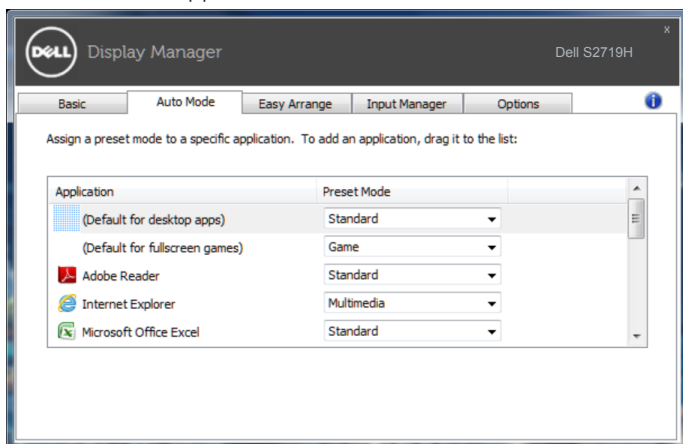 DELL Display Manager
Dell S2719H
x
Basic Auto Mode Easy Arrange Input Manager Options
Assign a preset mode to a specific application. To add an application, drag it to the list:
Application Preset Mode
(Default for desktop apps) Standard
(Default for fullscreen games) Game
Adobe Reader Standard
Internet Explorer Multimedia
Microsoft Office Excel Standard